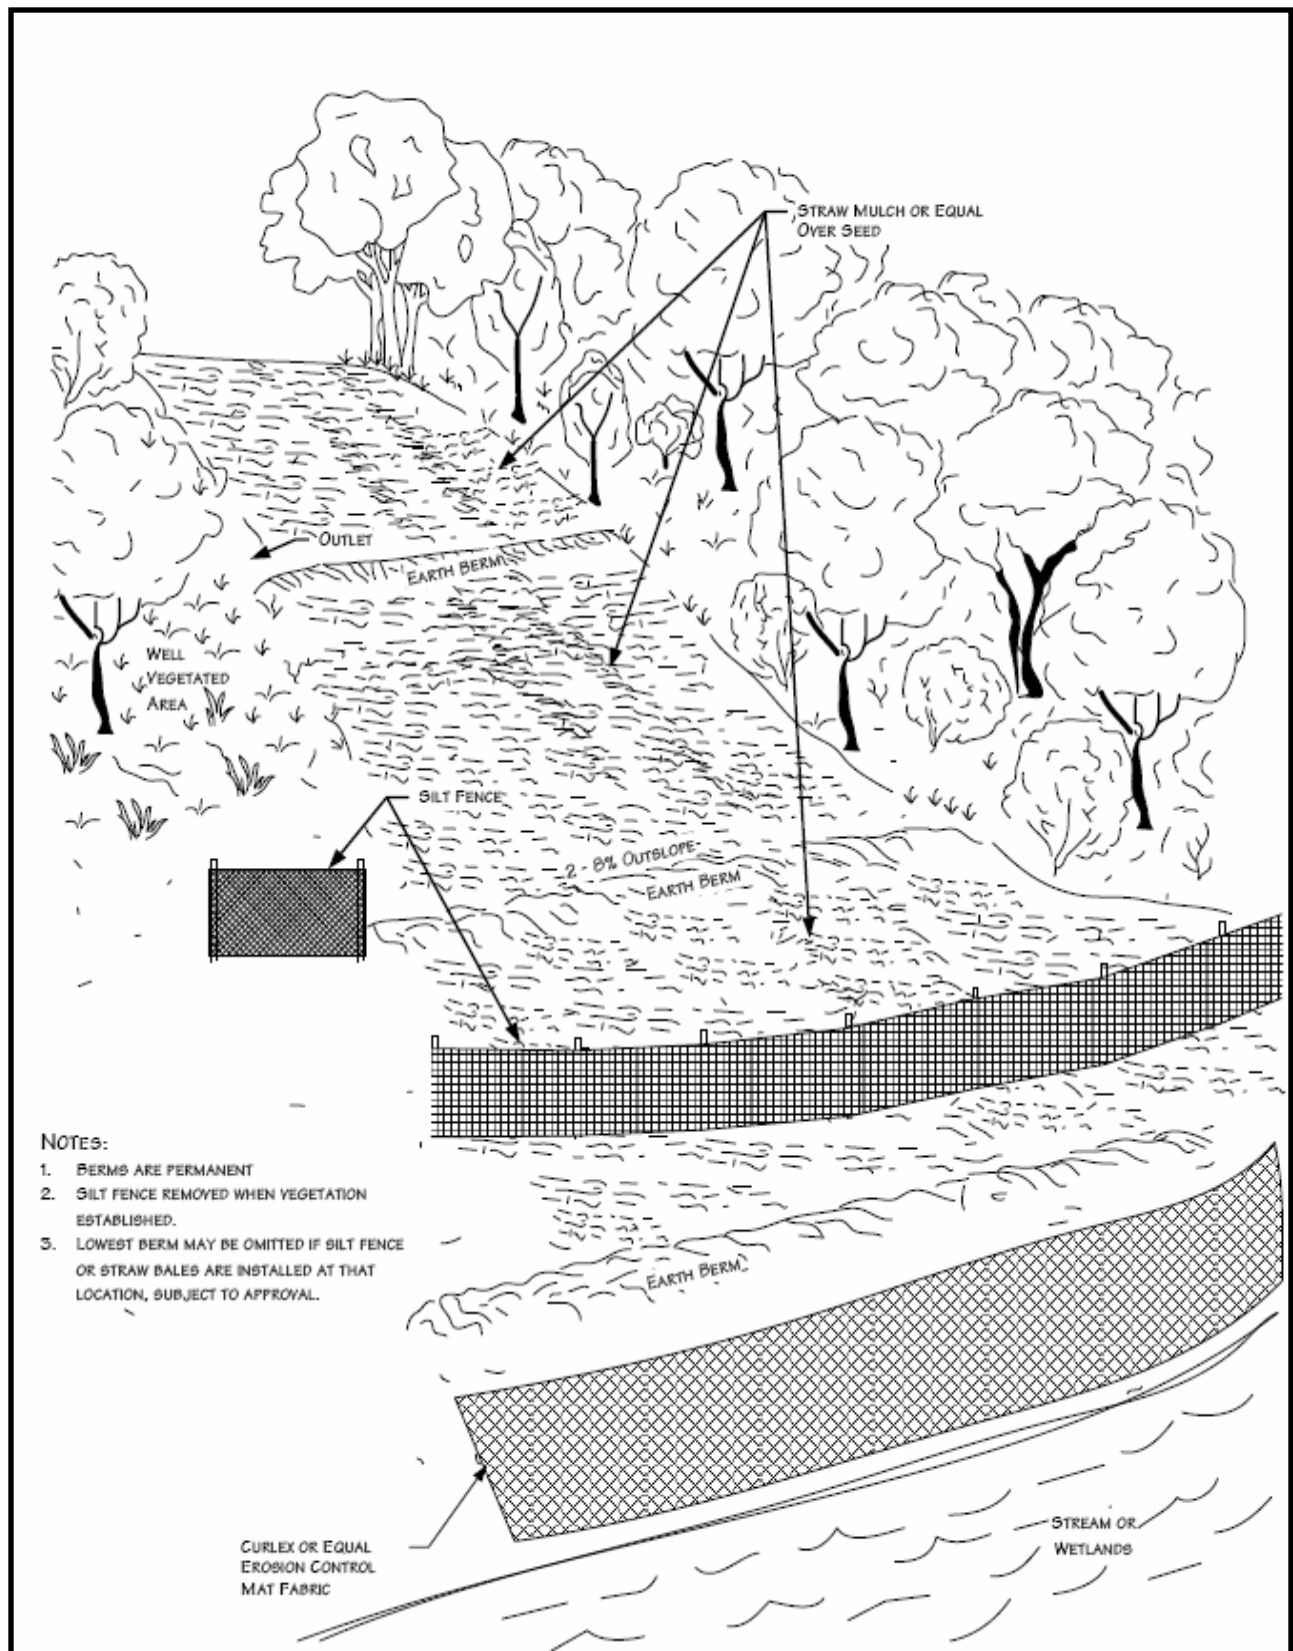 STRAW MULCH OR EQUAL
OVER SEED
OUTLET
EARTH BERM
WELL
VEGETATED
AREA
SILT FENCE
2 - 8% OUTSLOPE
EARTH BERM
NOTES:
1. BERMS ARE PERMANENT
2. SILT FENCE REMOVED WHEN VEGETATION
ESTABLISHED.
3. LOWEST BERM MAY BE OMITTED IF SILT FENCE
OR STRAW BALES ARE INSTALLED AT THAT
LOCATION, SUBJECT TO APPROVAL.
EARTH BERM
CURLEX OR EQUAL
EROSION CONTROL
MAT FABRIC
STREAM OR
WETLANDS